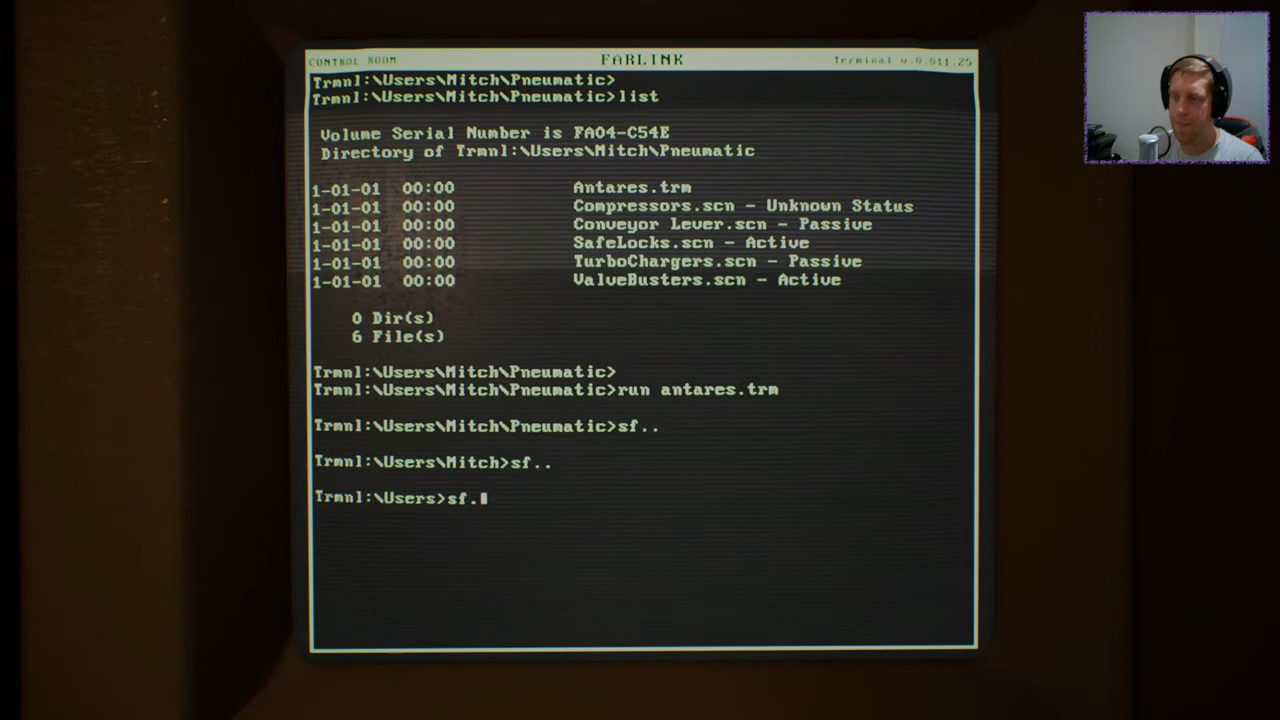 CONTROL ROOM FARLINK Terminal v.0.011.25
Trmnl:\Users\Mitch\Pneumatic>
Trmnl:\Users\Mitch\Pneumatic>list
Volume Serial Number is FA04-C54E
Directory of Trmnl:\Users\Mitch\Pneumatic
1-01-01 00:00 Antares.trm
1-01-01 00:00 Compressors.scn - Unknown Status
1-01-01 00:00 Conveyor Lever.scn - Passive
1-01-01 00:00 SafeLocks.scn - Active
1-01-01 00:00 TurboChargers.scn - Passive
1-01-01 00:00 ValveBusters.scn - Active
0 Dir(s)
6 File(s)
Trmnl:\Users\Mitch\Pneumatic>
Trmnl:\Users\Mitch\Pneumatic>run antares.trm
Trmnl:\Users\Mitch\Pneumatic>sf..
Trmnl:\Users\Mitch>sf..
Trmnl:\Users>sf.